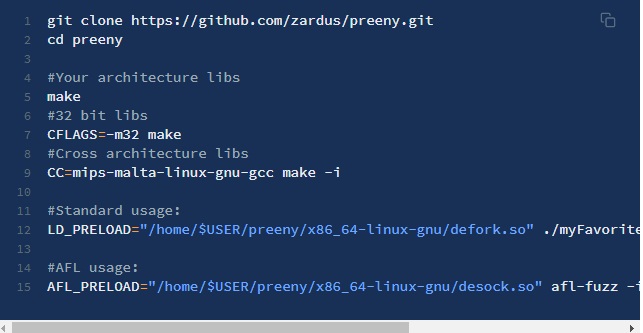 1 git clone https://github.com/zardus/preeny.git
2 cd preeny
3
4 #Your architecture libs
5 make
6 #32 bit libs
7 CFLAGS=-m32 make
8 #Cross architecture libs
9 CC=mips-malta-linux-gnu-gcc make -i
10
11 #Standard usage:
12 LD_PRELOAD="/home/$USER/preeny/x86_64-linux-gnu/defork.so" ./myFavorite
13
14 #AFL usage:
15 AFL_PRELOAD="/home/$USER/preeny/x86_64-linux-gnu/desock.so" afl-fuzz -i